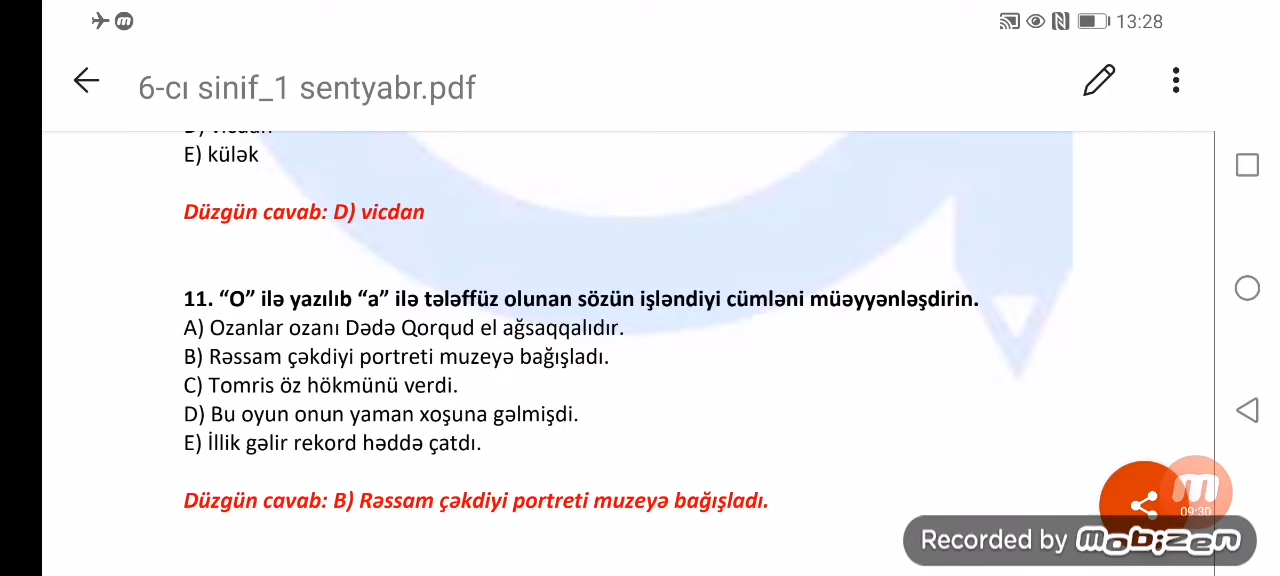 13:28
6-cı sinif_1 sentyabr.pdf
E) külək
Düzgün cavab: D) vicdan
11. “O” ilə yazılıb “a” ilə tələffüz olunan sözün işləndiyi cümləni müəyyənləşdirin.
A) Ozanlar ozanı Dədə Qorqud el ağsaqqalıdır.
B) Rəssam çəkdiyi portreti muzeyə bağışladı.
C) Tomris öz hökmünü verdi.
D) Bu oyun onun yaman xoşuna gəlmişdi.
E) İllik gəlir rekord həddə çatdı.
Düzgün cavab: B) Rəssam çəkdiyi portreti muzeyə bağışladı.
09:30
Recorded by Mobizen